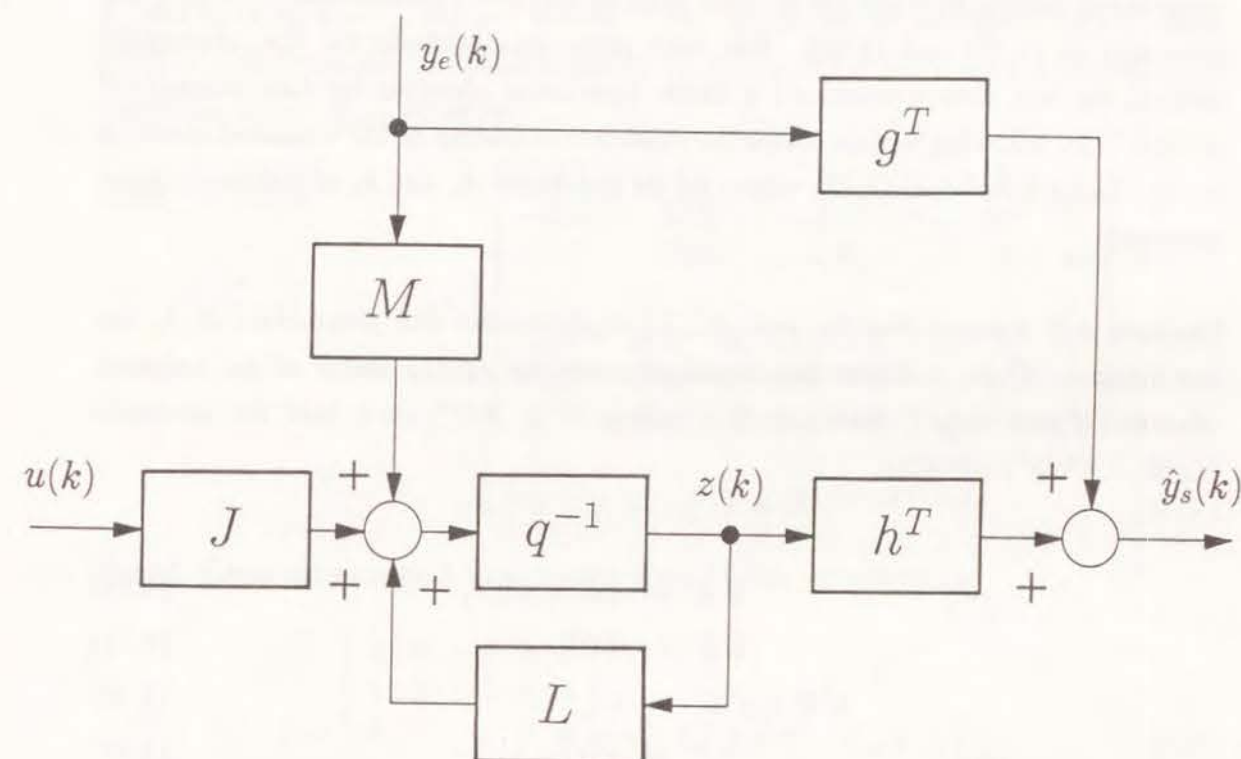 y_e(k)
g^T
M
u(k)
J
+
+
+
q^{-1}
z(k)
h^T
+
+
ŷ_s(k)
L